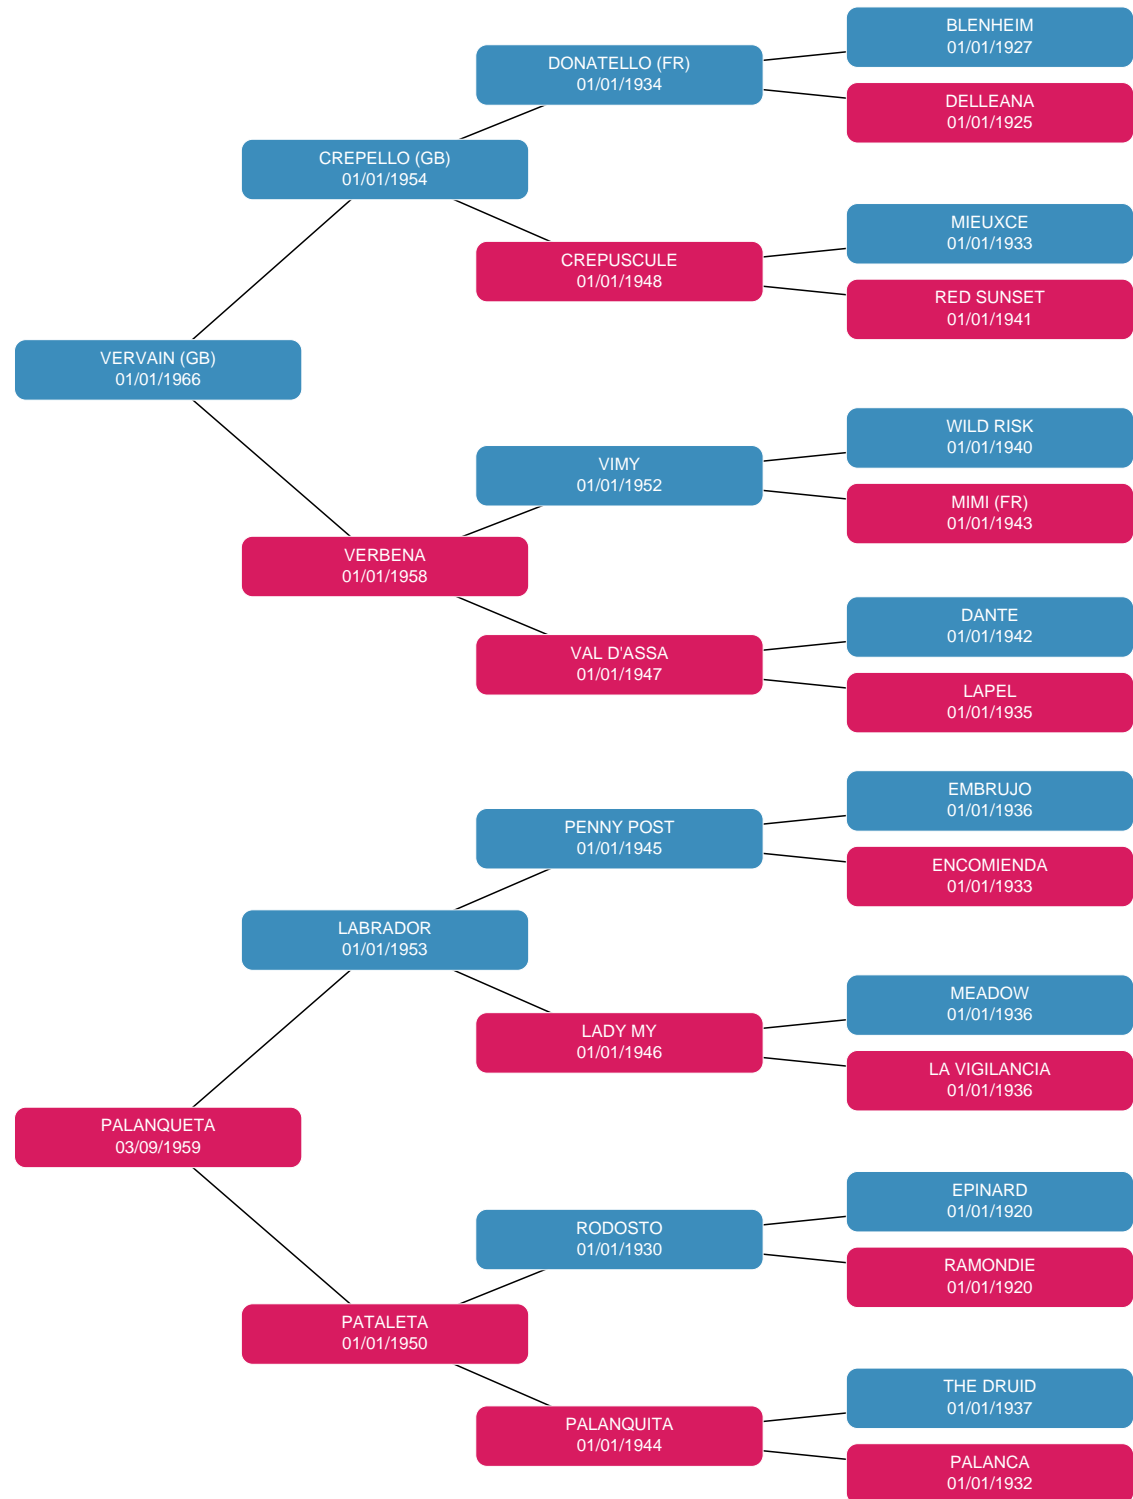 BLENHEIM
01/01/1927
DONATELLO (FR)
01/01/1934
DELLEANA
01/01/1925
CREPELLO (GB)
01/01/1954
MIEUXCE
01/01/1933
CREPUSCULE
01/01/1948
RED SUNSET
01/01/1941
VERVAIN (GB)
01/01/1966
WILD RISK
01/01/1940
VIMY
01/01/1952
MIMI (FR)
01/01/1943
VERBENA
01/01/1958
DANTE
01/01/1942
VAL D'ASSA
01/01/1947
LAPEL
01/01/1935
EMBRUJO
01/01/1936
PENNY POST
01/01/1945
ENCOMIENDA
01/01/1933
LABRADOR
01/01/1953
MEADOW
01/01/1936
LADY MY
01/01/1946
LA VIGILANCIA
01/01/1936
PALANQUETA
03/09/1959
EPINARD
01/01/1920
RODOSTO
01/01/1930
RAMONDIE
01/01/1920
PATALETA
01/01/1950
THE DRUID
01/01/1937
PALANQUITA
01/01/1944
PALANCA
01/01/1932